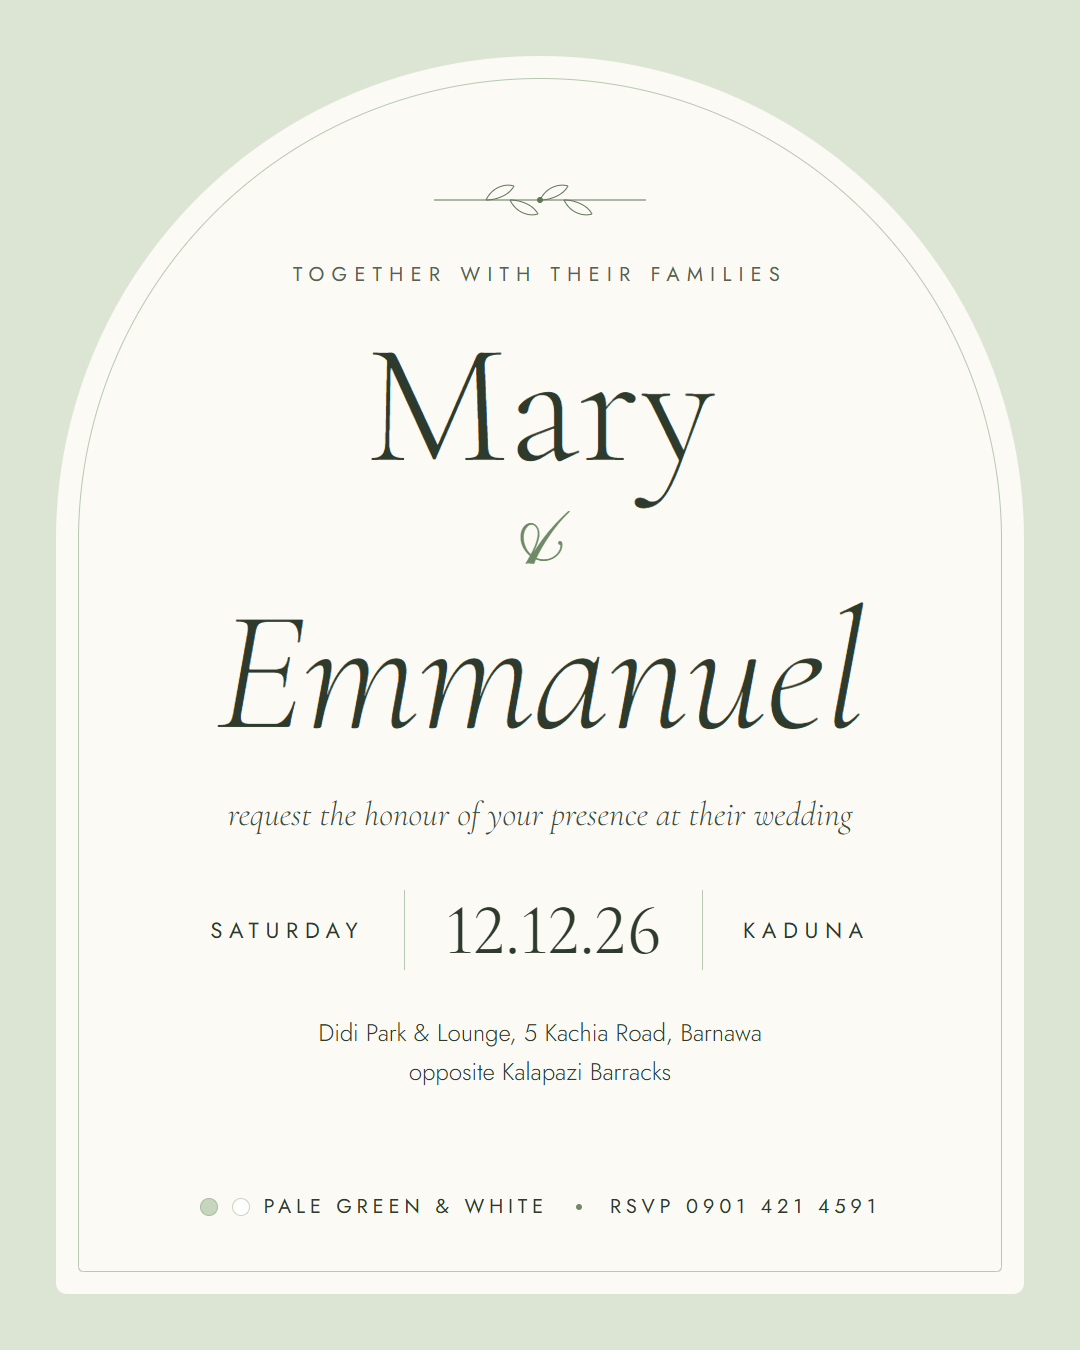 TOGETHER WITH THEIR FAMILIES
Mary
&
Emmanuel
request the honour of your presence at their wedding
SATURDAY 12.12.26 KADUNA
Didi Park & Lounge, 5 Kachia Road, Barnawa
opposite Kalapazi Barracks
PALE GREEN & WHITE • RSVP 0901 421 4591